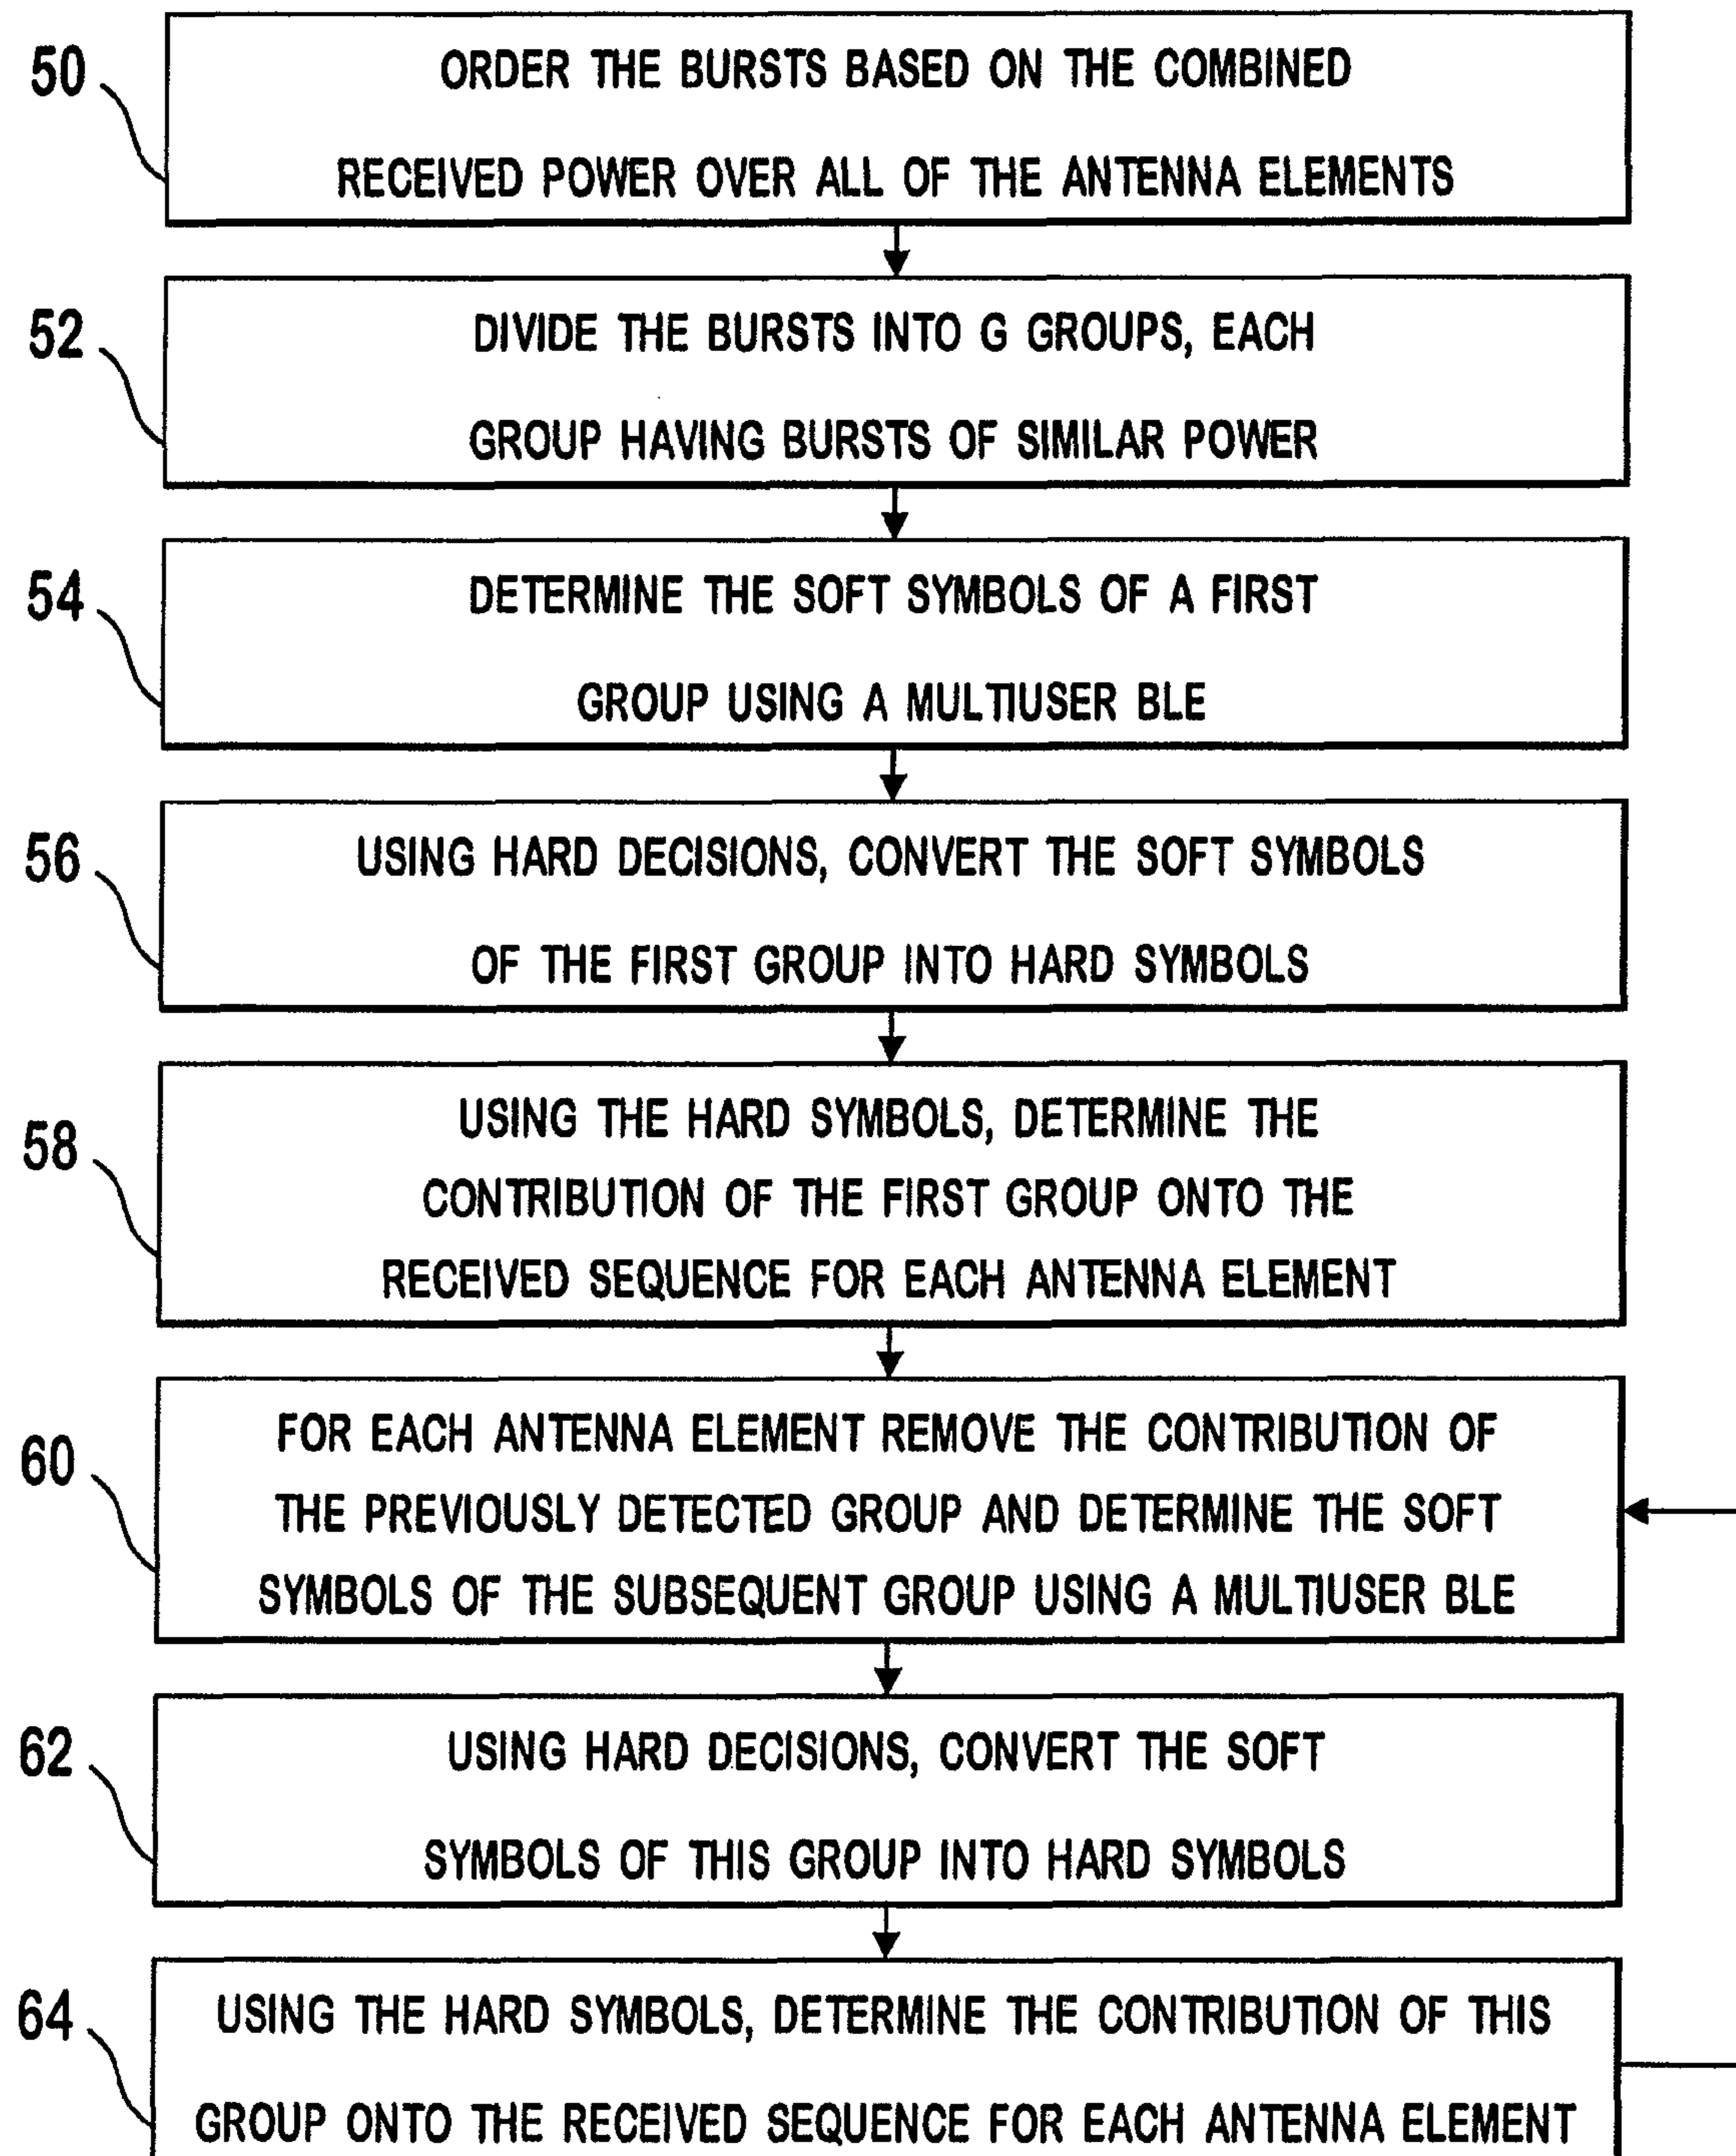 50
ORDER THE BURSTS BASED ON THE COMBINED
RECEIVED POWER OVER ALL OF THE ANTENNA ELEMENTS
52
DIVIDE THE BURSTS INTO G GROUPS, EACH
GROUP HAVING BURSTS OF SIMILAR POWER
54
DETERMINE THE SOFT SYMBOLS OF A FIRST
GROUP USING A MULTIUSER BLE
56
USING HARD DECISIONS, CONVERT THE SOFT SYMBOLS
OF THE FIRST GROUP INTO HARD SYMBOLS
58
USING THE HARD SYMBOLS, DETERMINE THE
CONTRIBUTION OF THE FIRST GROUP ONTO THE
RECEIVED SEQUENCE FOR EACH ANTENNA ELEMENT
60
FOR EACH ANTENNA ELEMENT REMOVE THE CONTRIBUTION OF
THE PREVIOUSLY DETECTED GROUP AND DETERMINE THE SOFT
SYMBOLS OF THE SUBSEQUENT GROUP USING A MULTIUSER BLE
62
USING HARD DECISIONS, CONVERT THE SOFT
SYMBOLS OF THIS GROUP INTO HARD SYMBOLS
64
USING THE HARD SYMBOLS, DETERMINE THE CONTRIBUTION OF THIS
GROUP ONTO THE RECEIVED SEQUENCE FOR EACH ANTENNA ELEMENT